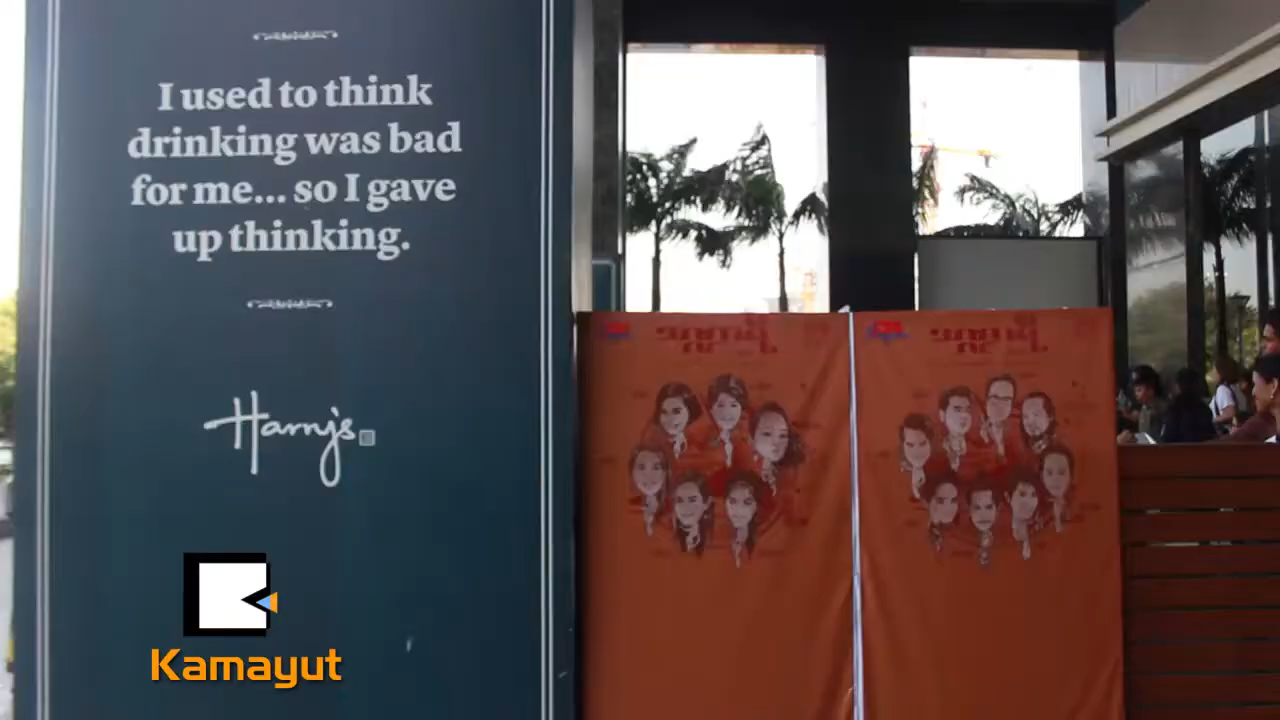 I used to think
drinking was bad
for me... so I gave
up thinking.
Harry's
Kamayut